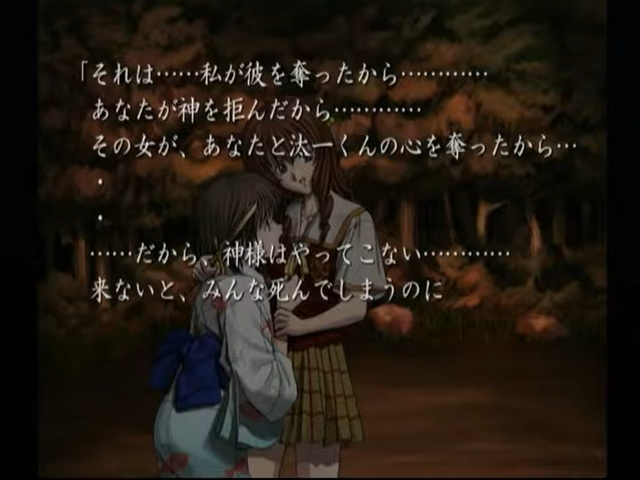 「それは……私が彼を奪ったから…………
あなたが神を拒んだから…………
その女が、あなたと汰一くんの心を奪ったから…
・
・
……だから、神様はやってこない…………
来ないと、みんな死んでしまうのに